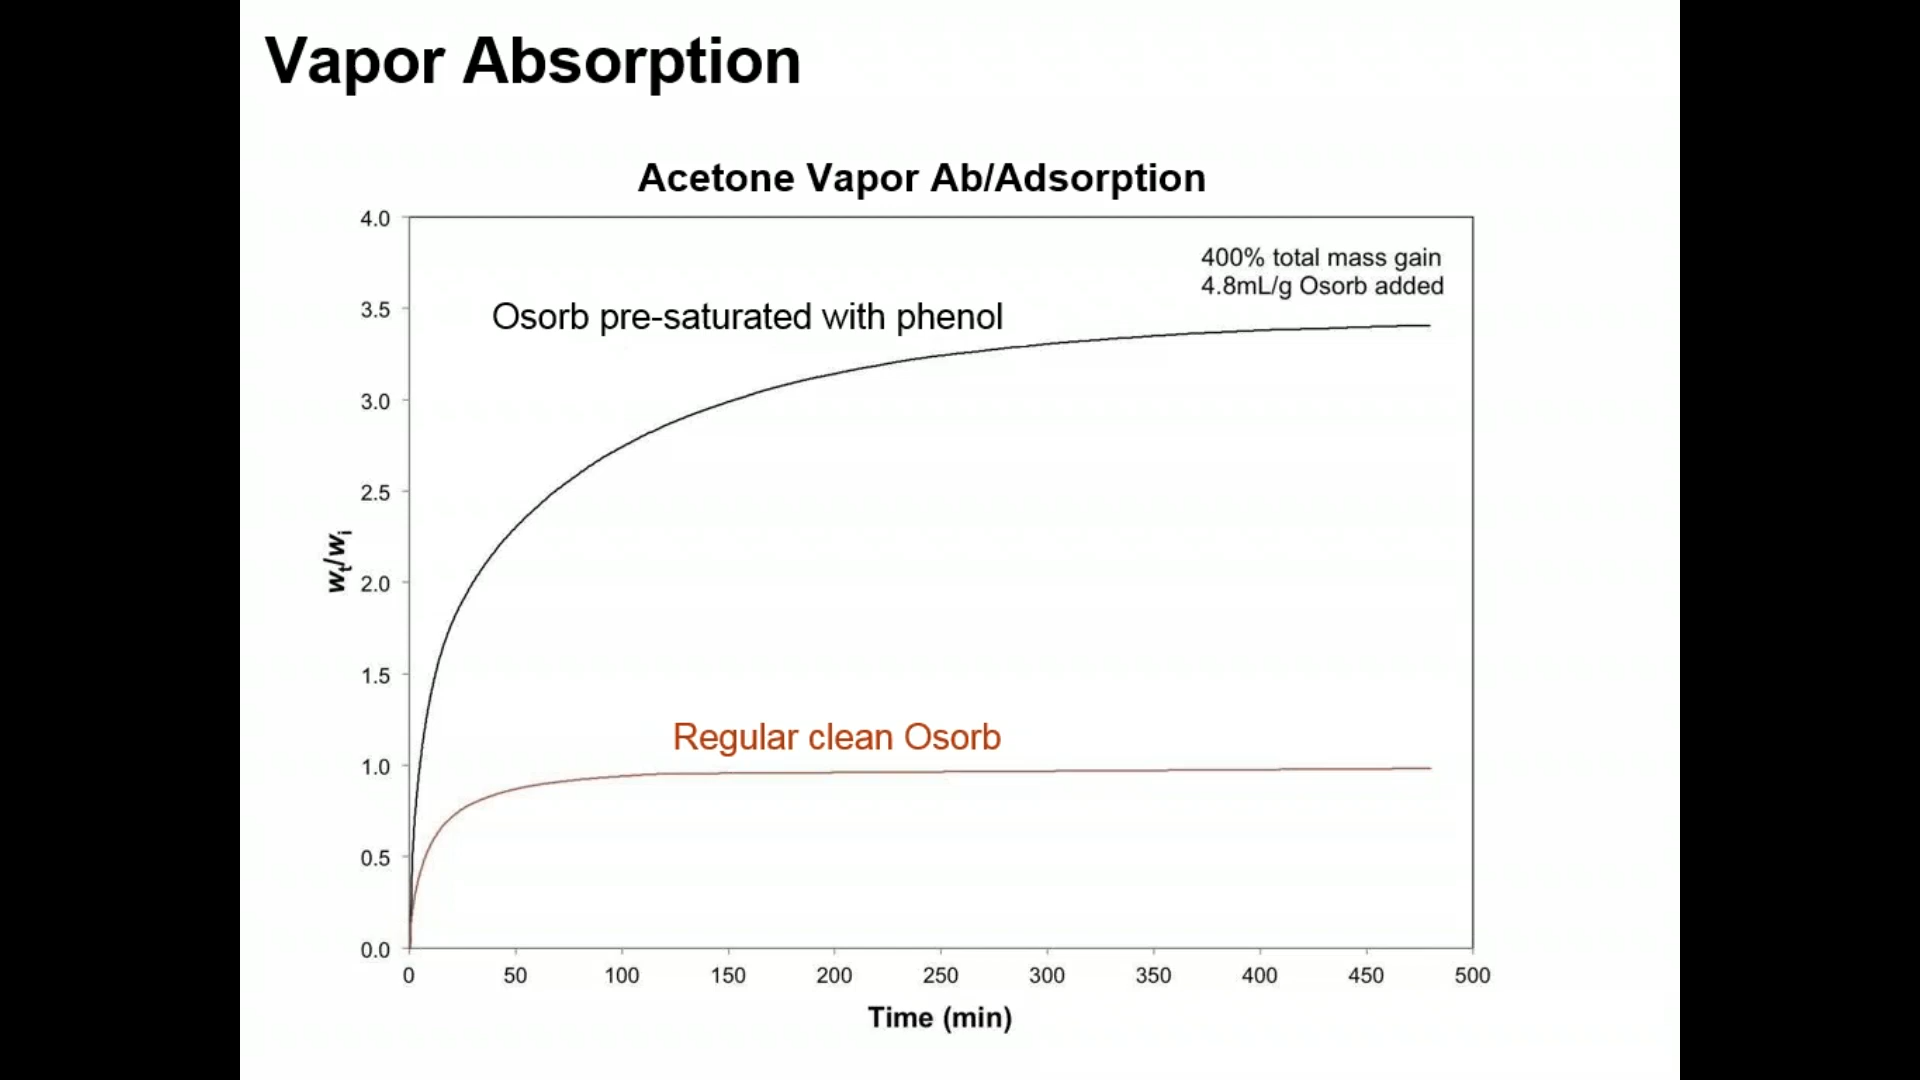 Vapor Absorption
Acetone Vapor Ab/Adsorption
400% total mass gain
4.8mL/g Osorb added
Osorb pre-saturated with phenol
Regular clean Osorb
wt/wi
4.0
3.5
3.0
2.5
2.0
1.5
1.0
0.5
0.0
0 50 100 150 200 250 300 350 400 450 500
Time (min)